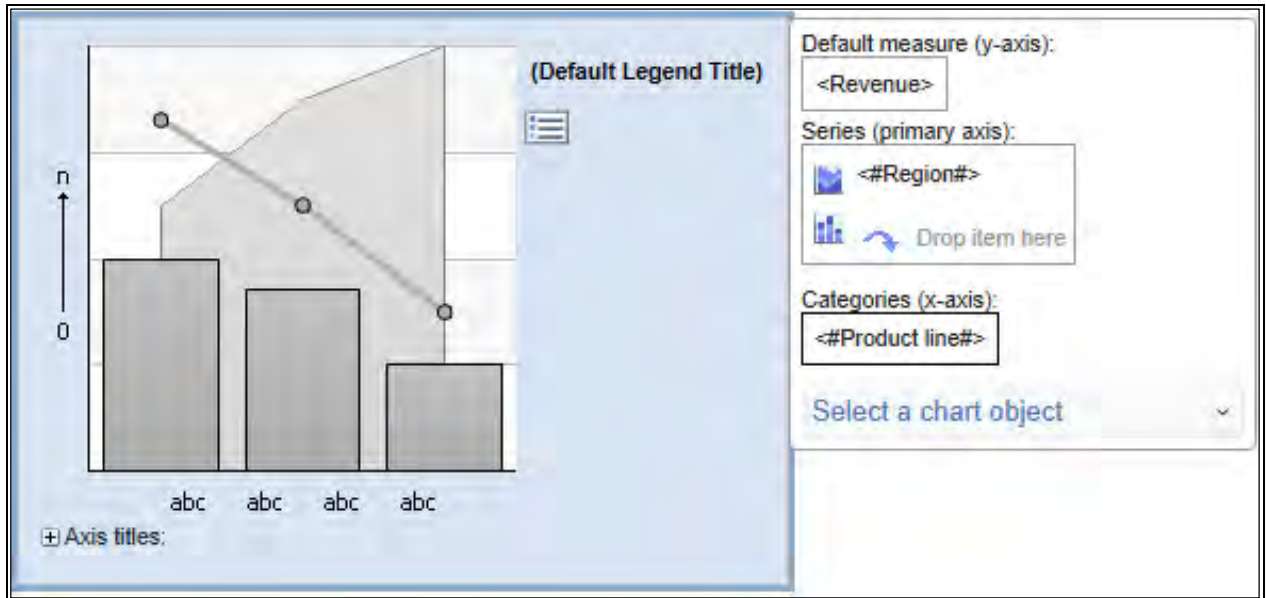 (Default Legend Title)
n
0
abc abc abc abc
Axis titles:
Default measure (y-axis):
<Revenue>
Series (primary axis):
<#Region#>
Drop item here
Categories (x-axis):
<#Product line#>
Select a chart object